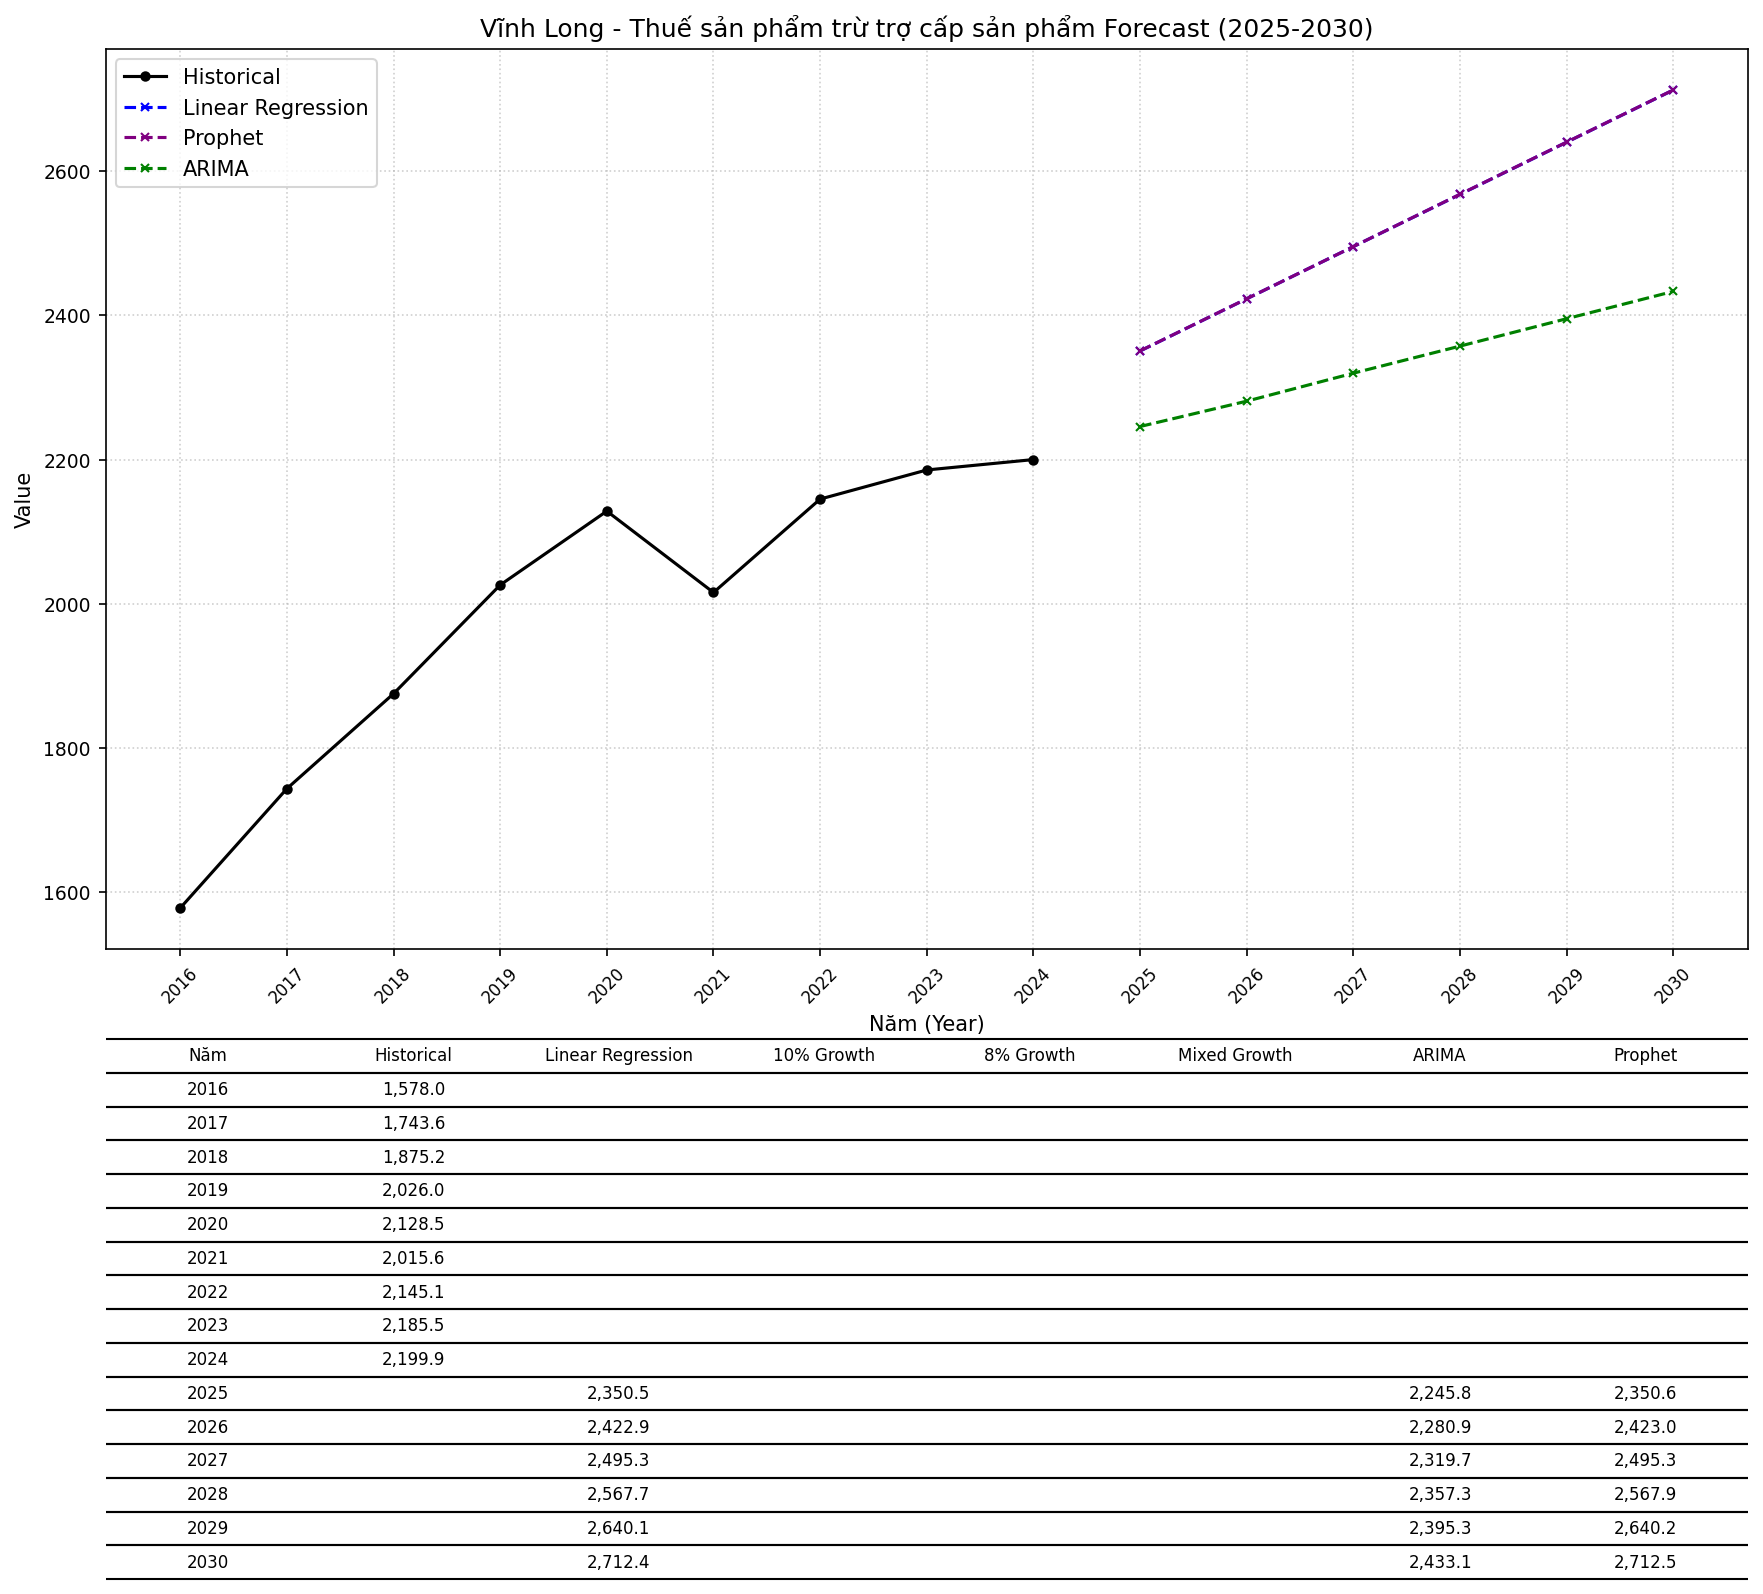 Vĩnh Long - Thuế sản phẩm trừ trợ cấp sản phẩm Forecast (2025-2030)
Historical
Linear Regression
Prophet
ARIMA
Value
2600
2400
2200
2000
1800
1600
2016 2017 2018 2019 2020 2021 2022 2023 2024 2025 2026 2027 2028 2029 2030
Năm (Year)
Năm Historical Linear Regression 10% Growth 8% Growth Mixed Growth ARIMA Prophet
2016 1,578.0
2017 1,743.6
2018 1,875.2
2019 2,026.0
2020 2,128.5
2021 2,015.6
2022 2,145.1
2023 2,185.5
2024 2,199.9
2025 2,350.5 2,245.8 2,350.6
2026 2,422.9 2,280.9 2,423.0
2027 2,495.3 2,319.7 2,495.3
2028 2,567.7 2,357.3 2,567.9
2029 2,640.1 2,395.3 2,640.2
2030 2,712.4 2,433.1 2,712.5